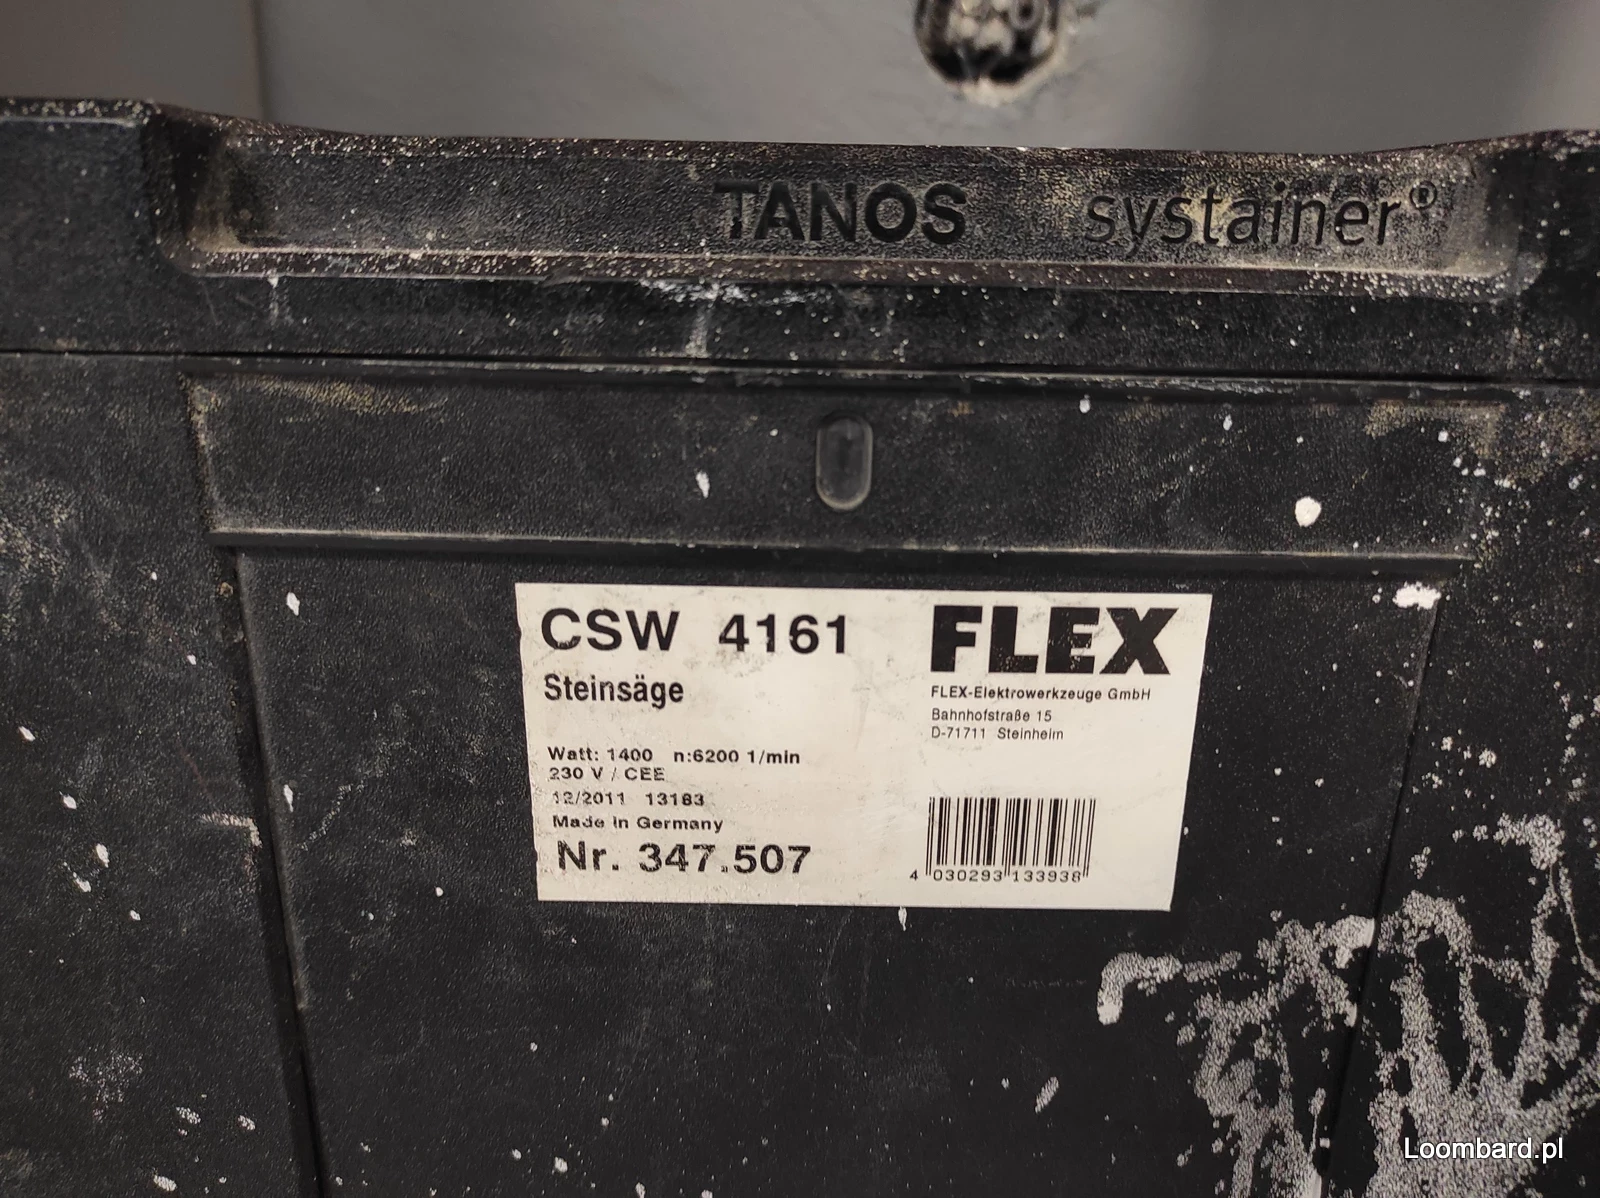 TANOS systainer®
CSW 4161
Steinsäge
Watt: 1400 n:6200 1/min
230 V / CEE
12/2011 13183
Made in Germany
Nr. 347.507
FLEX
FLEX-Elektrowerkzeuge GmbH
Bahnhofstraße 15
D-71711 Steinheim
4 030293 133938
Loombard.pl